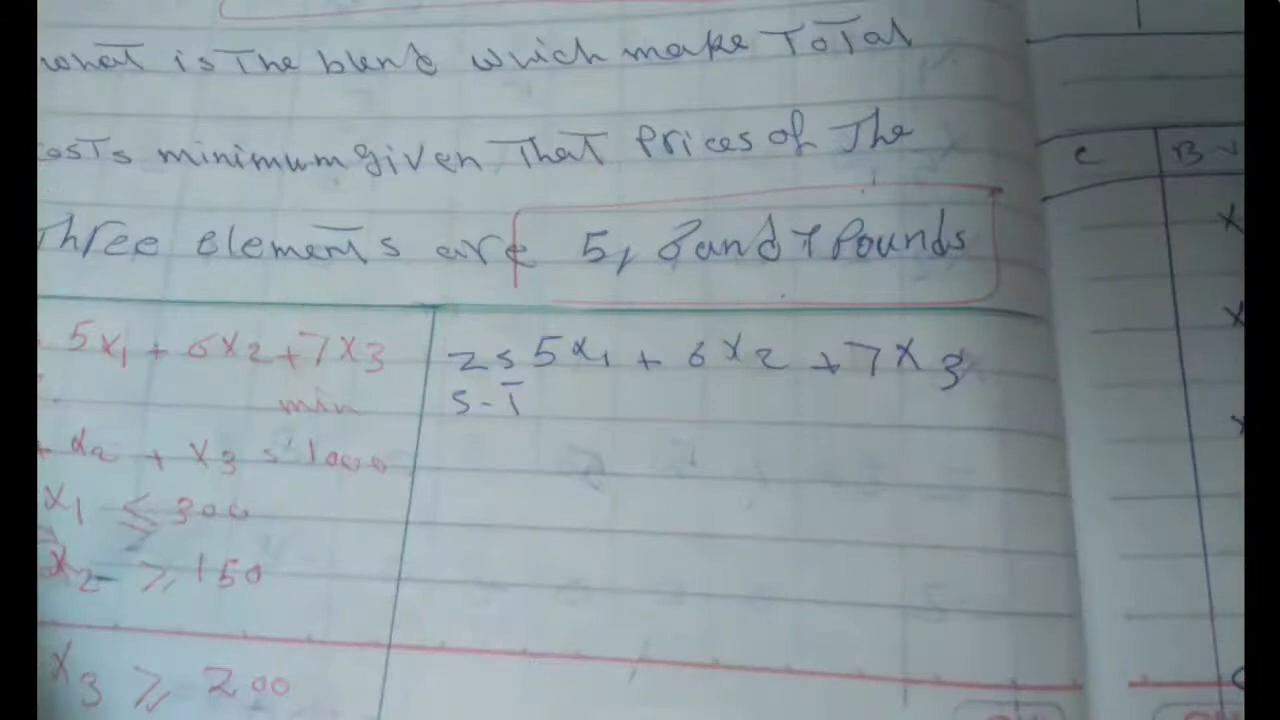 what is The blend which make Total
osts minimum given That Prices of The
Three elements are 5, 6 and 7 Pounds
5x1 + 6x2 + 7x3
min
+ x2 + x3 = 1000
x1 ≤ 300
x2 ≥ 150
x3 ≥ 200
Z = 5x1 + 6x2 + 7x3
S-T
C
B v
x
x
x